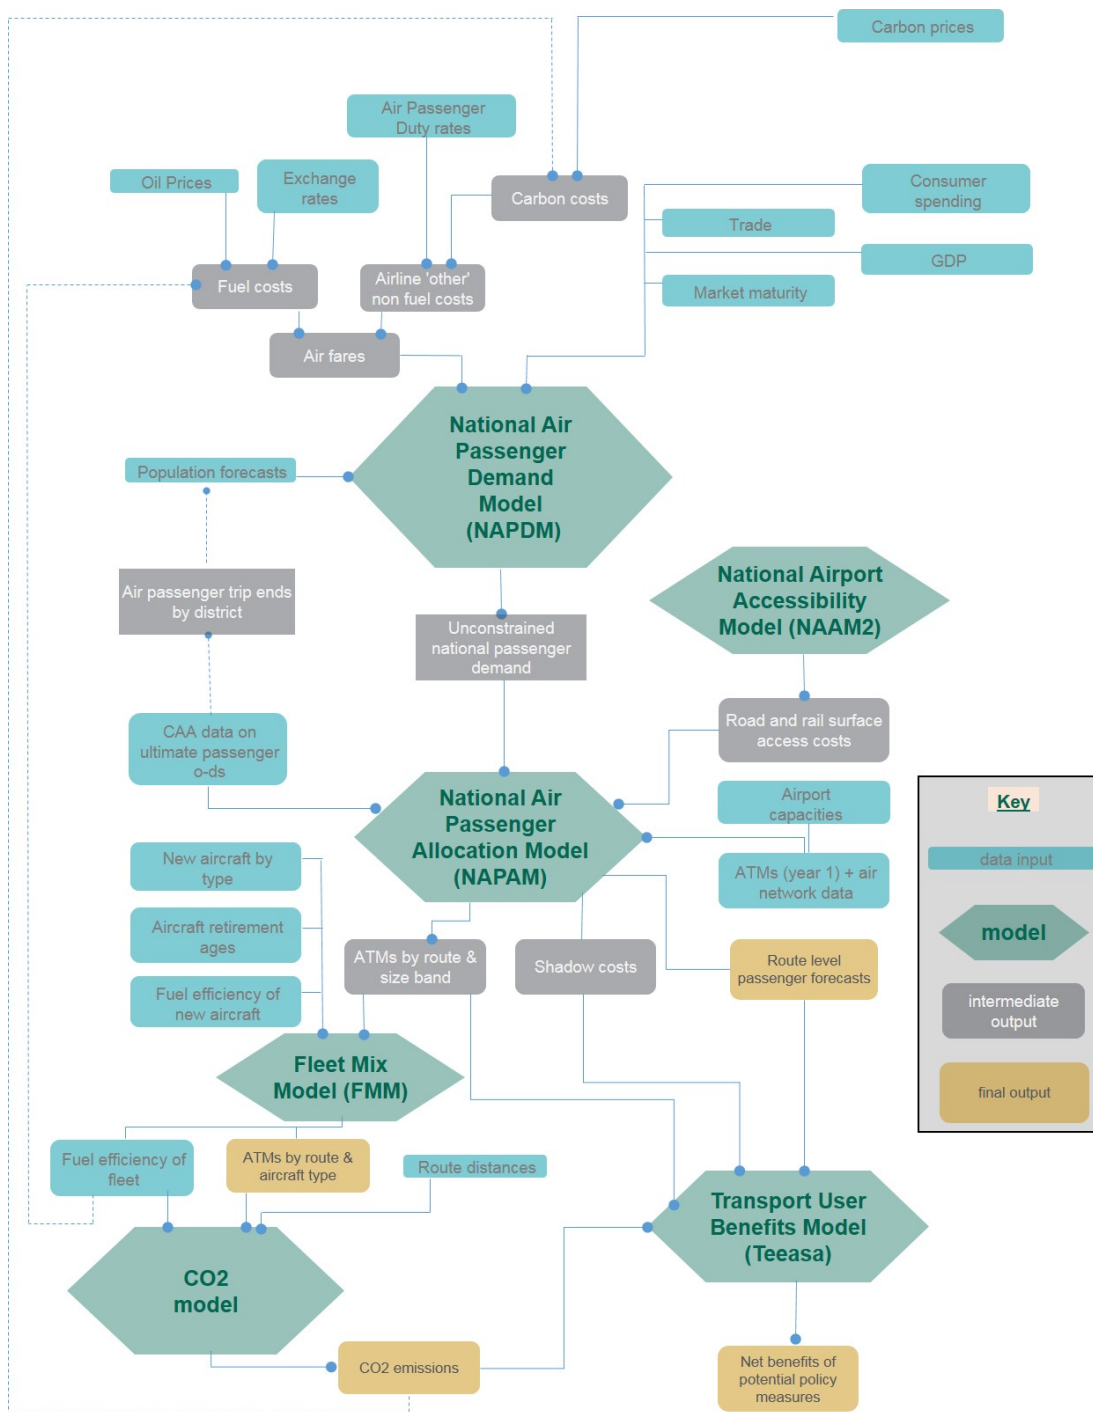 Carbon prices
Air Passenger
Duty rates
Oil Prices
Exchange
rates
Carbon costs
Consumer
spending
Trade
GDP
Market maturity
Fuel costs
Airline 'other'
non fuel costs
Air fares
National Air
Passenger
Demand
Model
(NAPDM)
Population forecasts
Air passenger trip ends
by district
Unconstrained
national passenger
demand
National Airport
Accessibility
Model (NAAM2)
CAA data on
ultimate passenger
o-ds
Road and rail surface
access costs
National Air
Passenger
Allocation Model
(NAPAM)
Airport
capacities
ATMs (year 1) + air
network data
New aircraft by
type
Aircraft retirement
ages
Fuel efficiency of
new aircraft
ATMs by route &
size band
Shadow costs
Route level
passenger forecasts
Key
data input
model
intermediate
output
final output
Fleet Mix
Model (FMM)
Fuel efficiency of
fleet
ATMs by route &
aircraft type
Route distances
Transport User
Benefits Model
(Teeasa)
CO2
model
CO2 emissions
Net benefits of
potential policy
measures